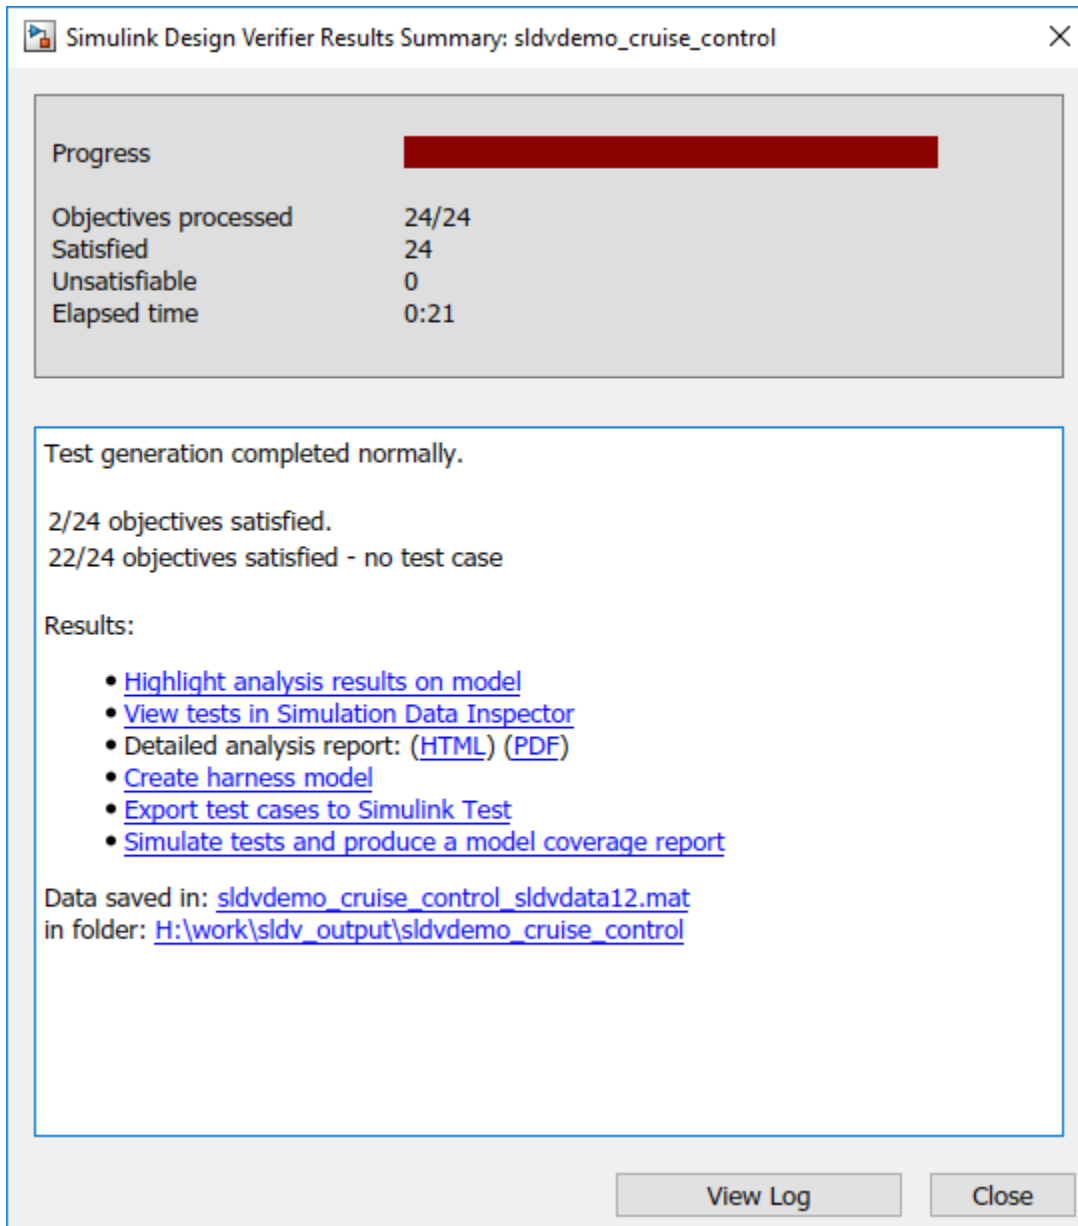 Simulink Design Verifier Results Summary: sldvdemo_cruise_control
Progress
Objectives processed 24/24
Satisfied 24
Unsatisfiable 0
Elapsed time 0:21
Test generation completed normally.
2/24 objectives satisfied.
22/24 objectives satisfied - no test case
Results:
• Highlight analysis results on model
• View tests in Simulation Data Inspector
• Detailed analysis report: (HTML) (PDF)
• Create harness model
• Export test cases to Simulink Test
• Simulate tests and produce a model coverage report
Data saved in: sldvdemo_cruise_control_sldvdata12.mat
in folder: H:\work\sldv_output\sldvdemo_cruise_control
View Log Close